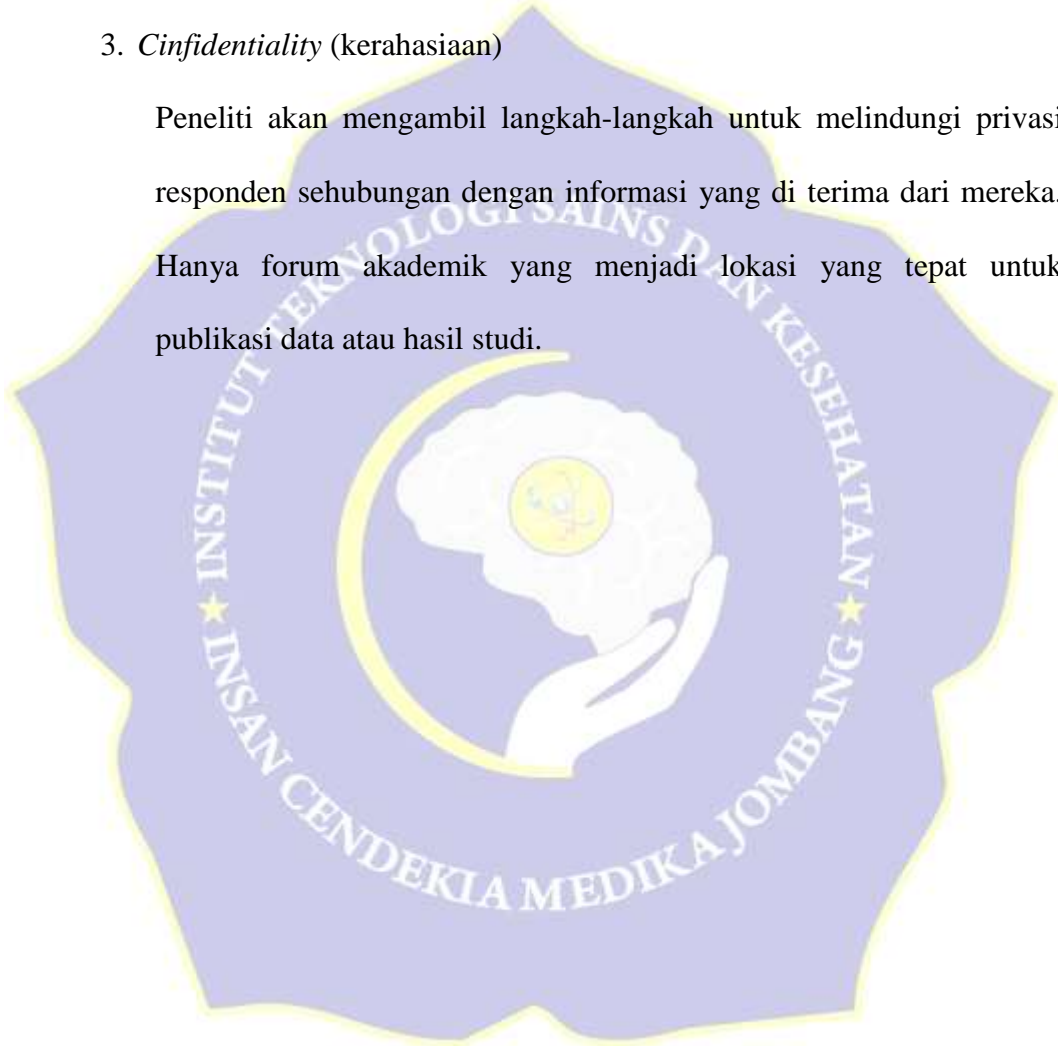 3. Cinfidentiality (kerahasiaan)
Peneliti akan mengambil langkah-langkah untuk melindungi privasi
responden sehubungan dengan informasi yang di terima dari mereka.
Hanya forum akademik yang menjadi lokasi yang tepat untuk
publikasi data atau hasil studi.
INSTITUT TEKNOLOGI SAINS DAN KESEHATAN
INSAN CENDEKIA MEDIKA JOMBANG